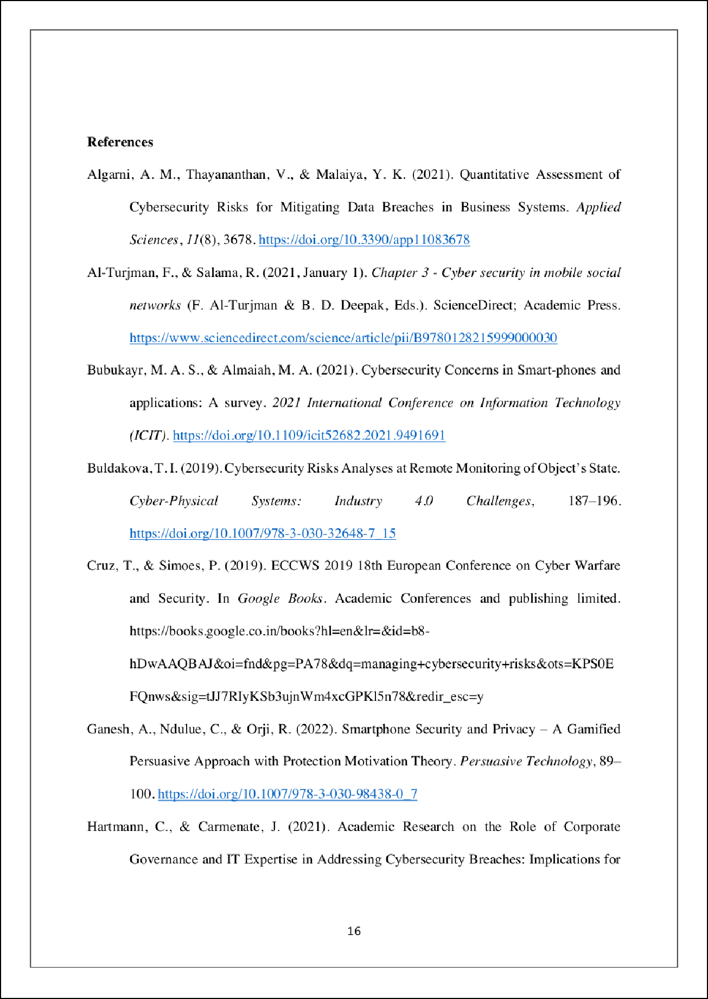 References
Algarni, A. M., Thayananthan, V., & Malaiya, Y. K. (2021). Quantitative Assessment of
Cybersecurity Risks for Mitigating Data Breaches in Business Systems. Applied
Sciences, 11(8), 3678. https://doi.org/10.3390/app11083678
Al-Turjman, F., & Salama, R. (2021, January 1). Chapter 3 - Cyber security in mobile social
networks (F. Al-Turjman & B. D. Deepak, Eds.). ScienceDirect; Academic Press.
https://www.sciencedirect.com/science/article/pii/B9780128215999000030
Bubukayr, M. A. S., & Almaiah, M. A. (2021). Cybersecurity Concerns in Smart-phones and
applications: A survey. 2021 International Conference on Information Technology
(ICIT). https://doi.org/10.1109/icit52682.2021.9491691
Buldakova, T. I. (2019). Cybersecurity Risks Analyses at Remote Monitoring of Object’s State.
Cyber-Physical Systems: Industry 4.0 Challenges, 187–196.
https://doi.org/10.1007/978-3-030-32648-7_15
Cruz, T., & Simoes, P. (2019). ECCWS 2019 18th European Conference on Cyber Warfare
and Security. In Google Books. Academic Conferences and publishing limited.
https://books.google.co.in/books?hl=en&lr=&id=b8-
hDwAAQBAJ&oi=fnd&pg=PA78&dq=managing+cybersecurity+risks&ots=KPS0E
FQnws&sig=tJJ7RIyKSb3ujnWm4xcGPKl5n78&redir_esc=y
Ganesh, A., Ndulue, C., & Orji, R. (2022). Smartphone Security and Privacy – A Gamified
Persuasive Approach with Protection Motivation Theory. Persuasive Technology, 89–
100. https://doi.org/10.1007/978-3-030-98438-0_7
Hartmann, C., & Carmenate, J. (2021). Academic Research on the Role of Corporate
Governance and IT Expertise in Addressing Cybersecurity Breaches: Implications for
16